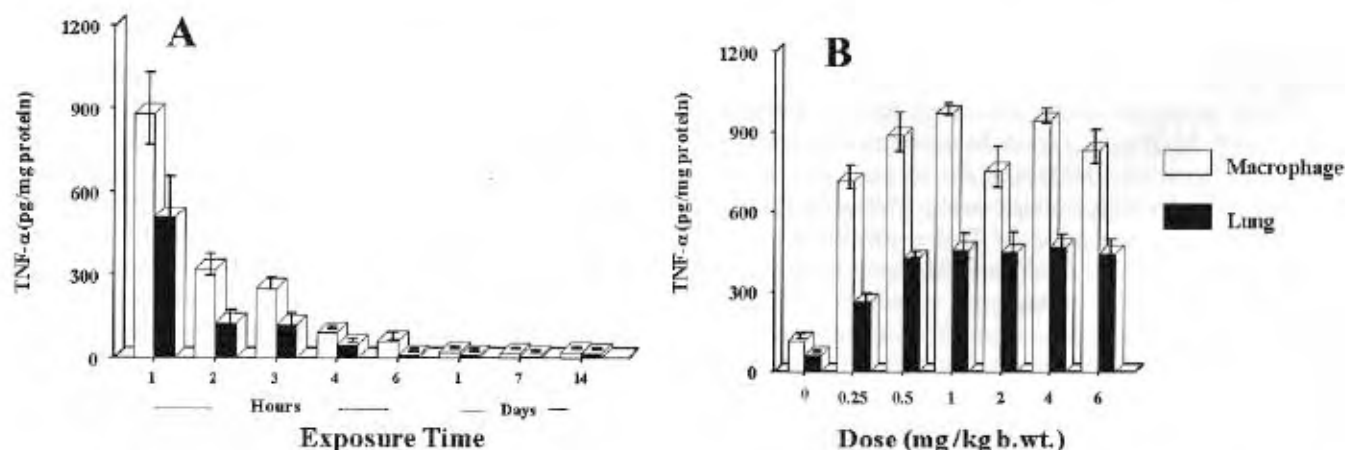 A
TNF-α (pg/mg protein)
1200
900
600
300
0
1 2 3 4 6 1 7 14
Hours Days
Exposure Time
B
TNF-α (pg/mg protein)
1200
900
600
300
0
0 0.25 0.5 1 2 4 6
Dose (mg/kg b.wt.)
Macrophage
Lung